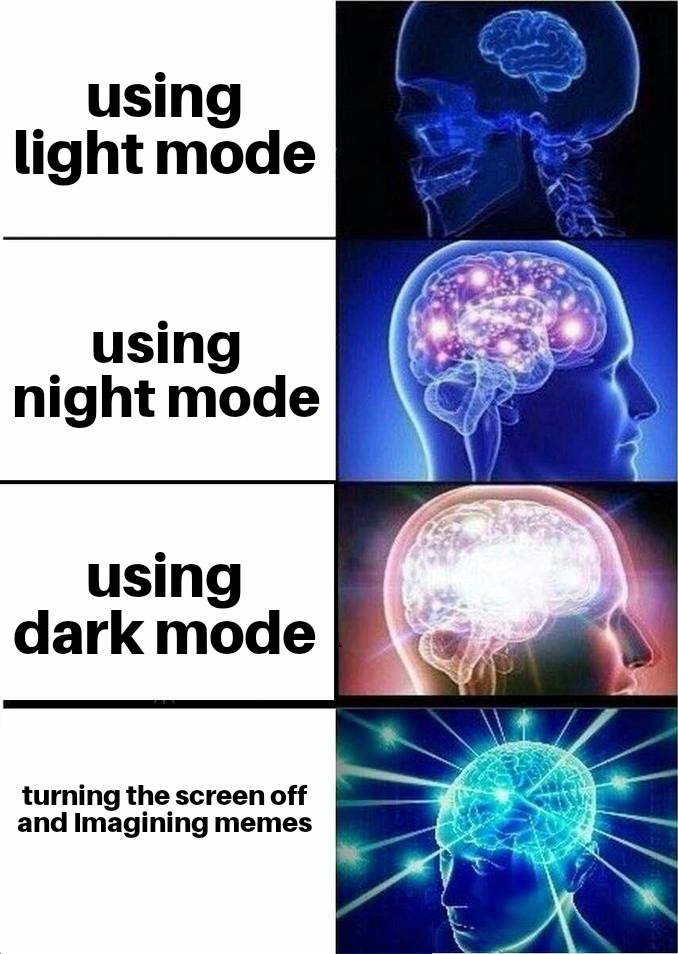 using
light mode
using
night mode
using
dark mode
turning the screen off
and Imagining memes